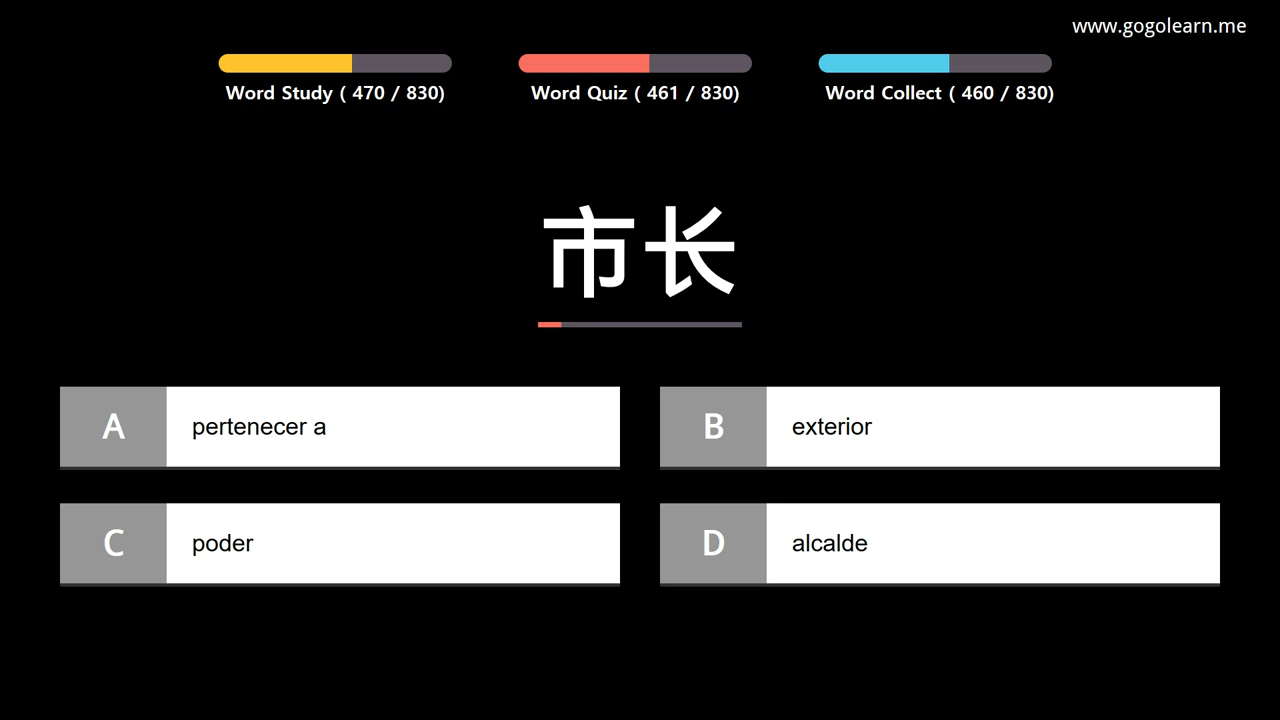 www.gogolearn.me
Word Study ( 470 / 830)
Word Quiz ( 461 / 830)
Word Collect ( 460 / 830)
市长
A pertenecer a
B exterior
C poder
D alcalde